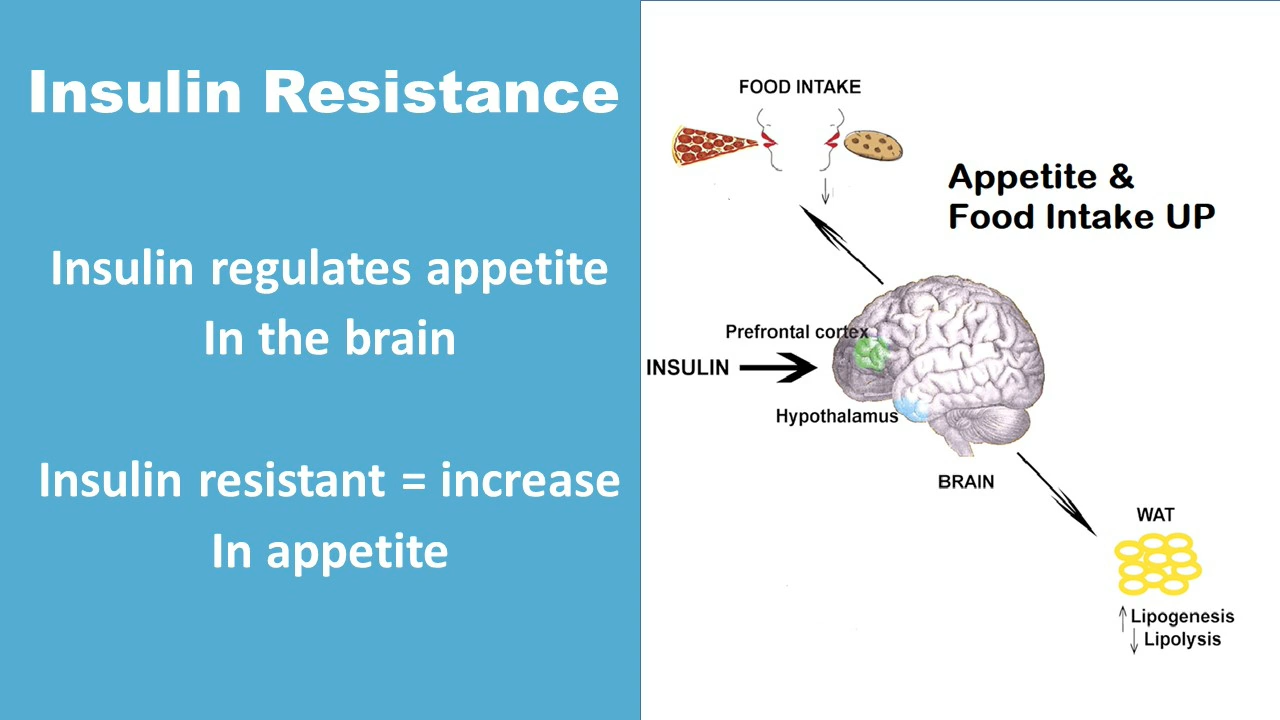 Insulin Resistance
Insulin regulates appetite
In the brain
Insulin resistant = increase
In appetite
FOOD INTAKE
↓
Appetite &
Food Intake UP
Prefrontal cortex
INSULIN
Hypothalamus
BRAIN
WAT
↑ Lipogenesis
↓ Lipolysis